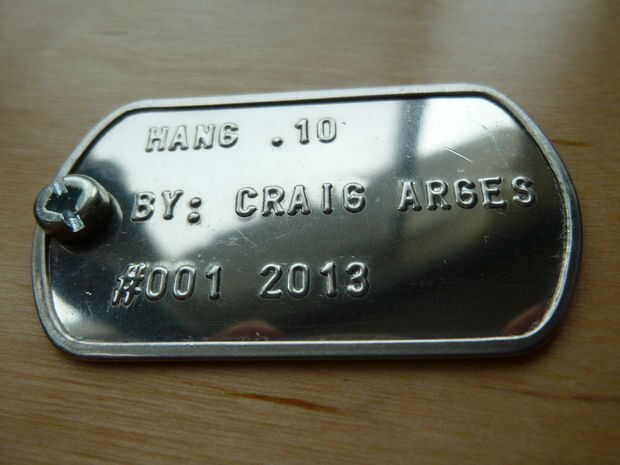 HANG .10
BY: CRAIG ARGES
#001 2013